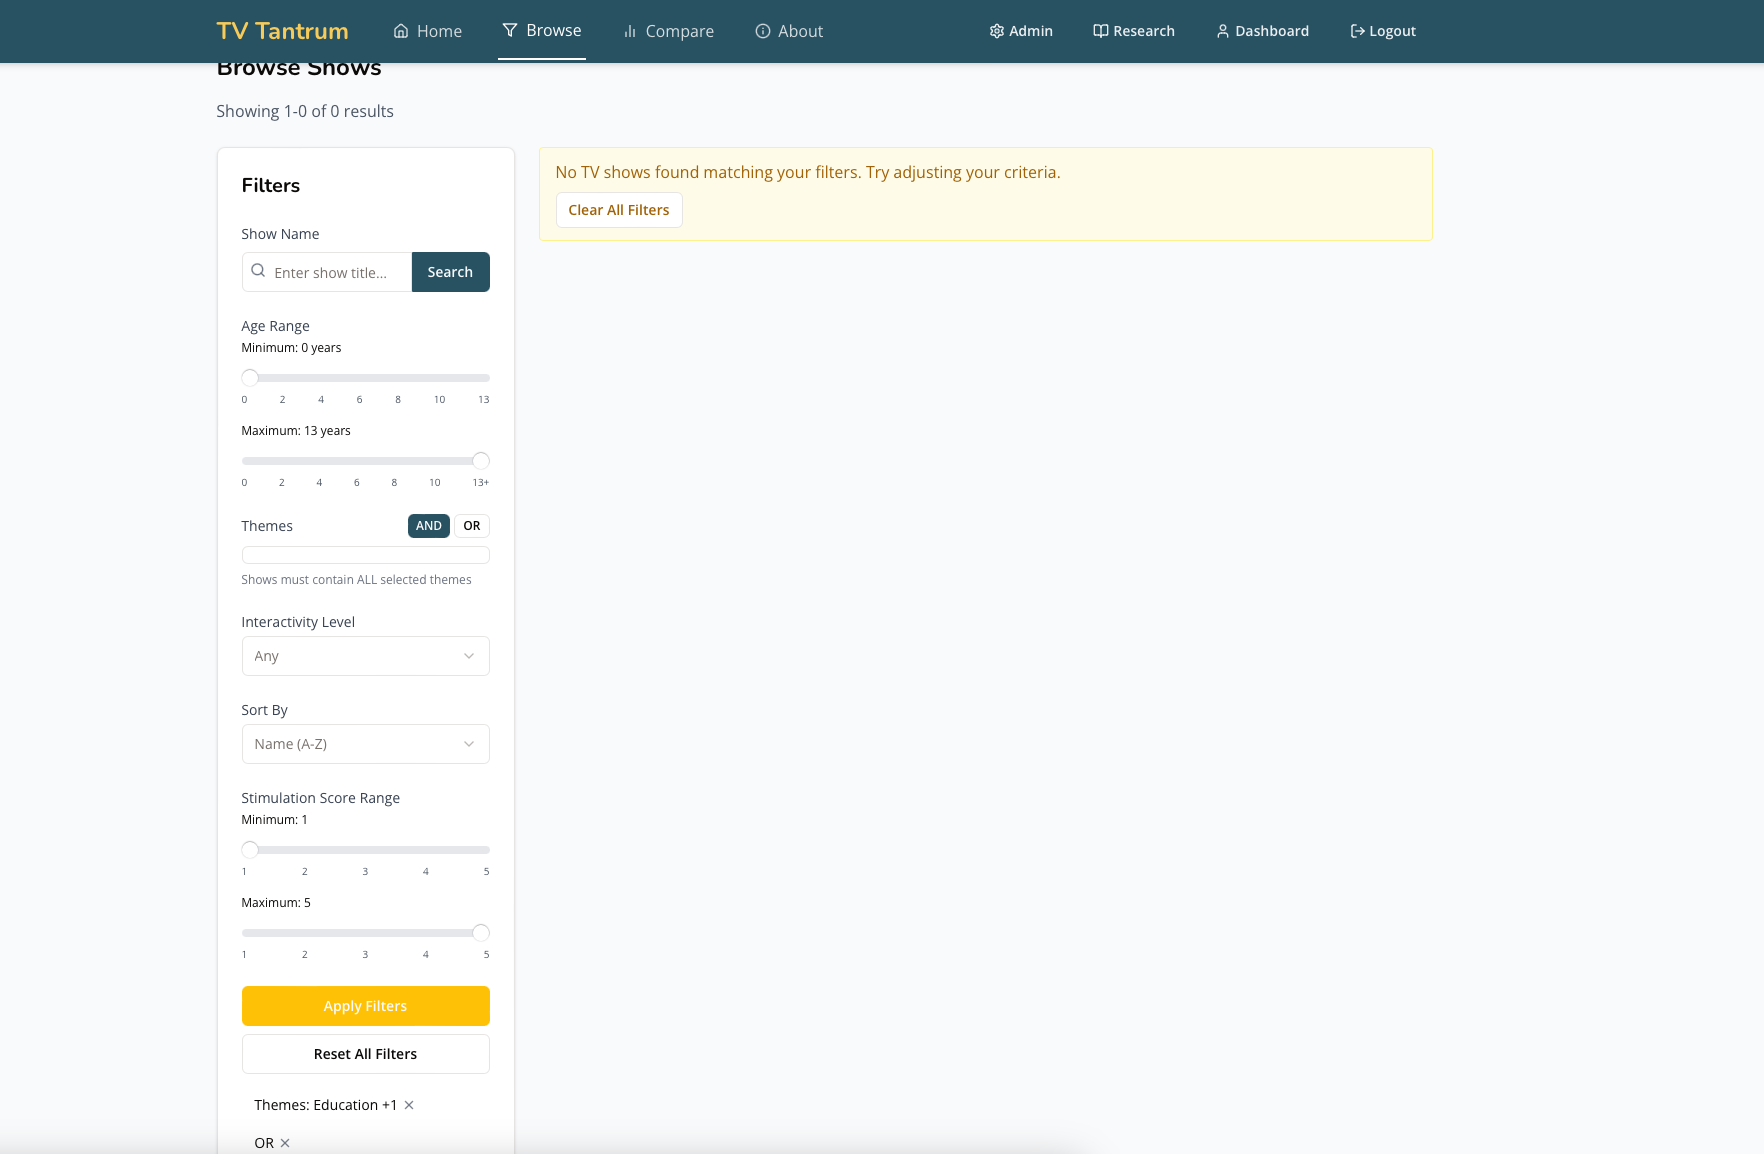 TV Tantrum
Home
Browse
Compare
About
Admin
Research
Dashboard
Logout
Browse Shows
Showing 1-0 of 0 results
Filters
Show Name
Enter show title...
Search
Age Range
Minimum: 0 years
0 2 4 6 8 10 13
Maximum: 13 years
0 2 4 6 8 10 13+
Themes
AND
OR
Shows must contain ALL selected themes
Interactivity Level
Any
Sort By
Name (A-Z)
Stimulation Score Range
Minimum: 1
1 2 3 4 5
Maximum: 5
1 2 3 4 5
Apply Filters
Reset All Filters
Themes: Education +1 ×
OR ×
No TV shows found matching your filters. Try adjusting your criteria.
Clear All Filters